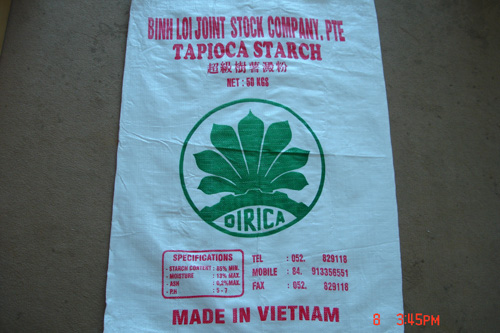 BINH LOI JOINT STOCK COMPANY, PTE
TAPIOCA STARCH
超級樹薯澱粉
NET : 50 KGS
DIRICA
SPECIFICATIONS
- STARCH CONTENT : 85% MIN.
- MOISTURE : 13% MAX
- ASH : 0,2% MAX.
- P.H : 5 - 7
TEL : 052. 829118
MOBILE : 84. 913356551
FAX : 052. 829118
MADE IN VIETNAM
8 3:45PM